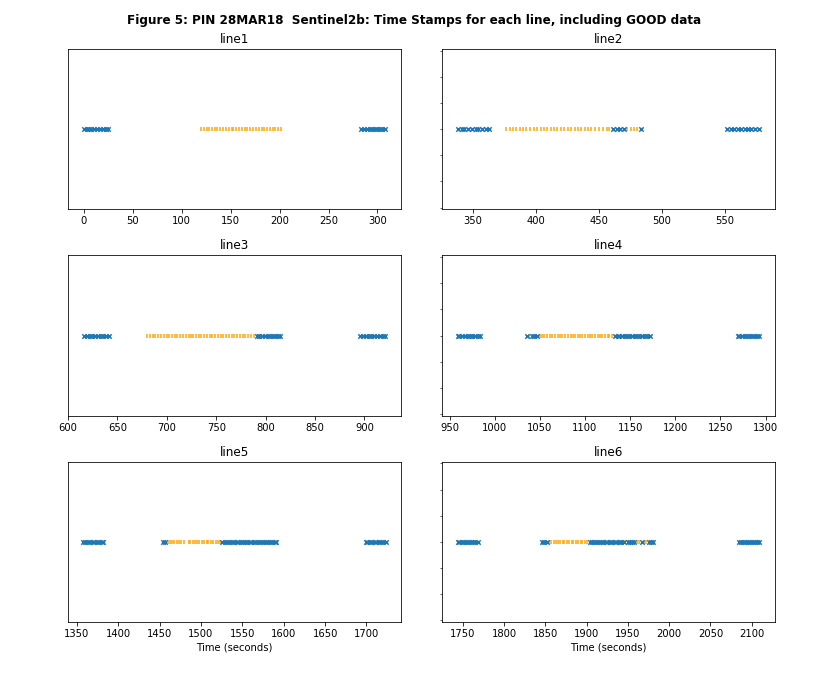 Figure 5: PIN 28MAR18  Sentinel2b: Time Stamps for each line, including GOOD data
line1
line2
0 50 100 150 200 250 300
350 400 450 500 550
line3
line4
600 650 700 750 800 850 900
950 1000 1050 1100 1150 1200 1250 1300
line5
line6
1350 1400 1450 1500 1550 1600 1650 1700
1750 1800 1850 1900 1950 2000 2050 2100
Time (seconds)
Time (seconds)